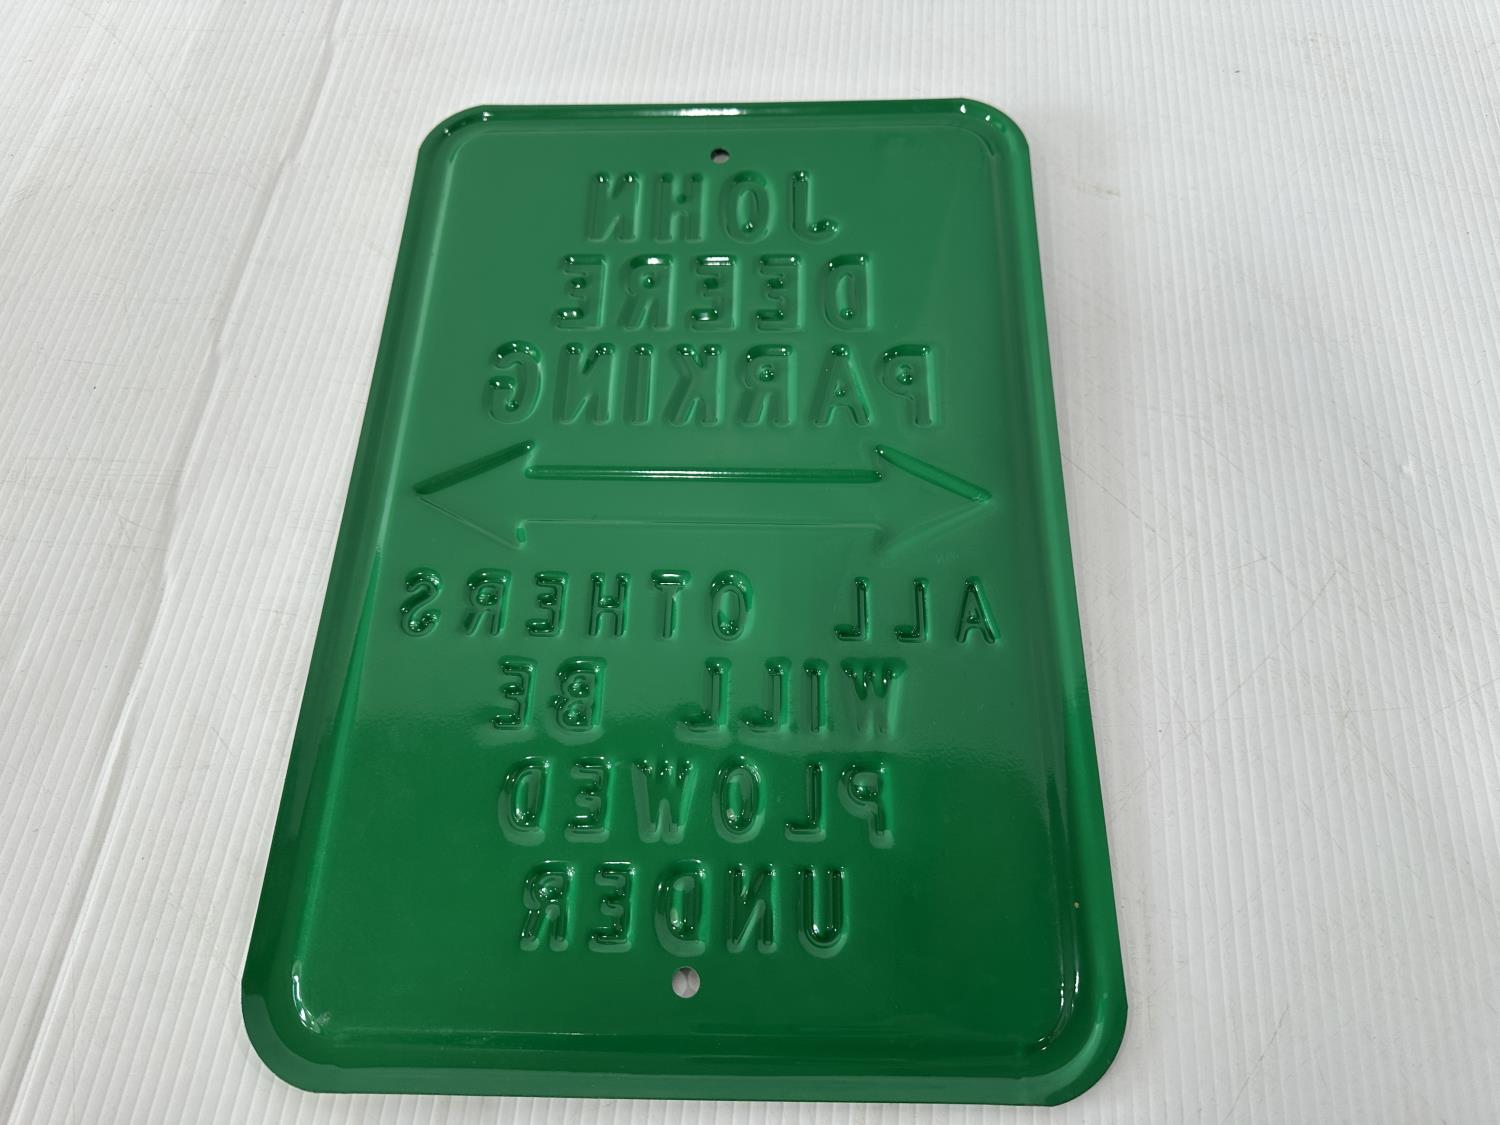 JOHN
DEERE
PARKING
ALL OTHERS
WILL BE
PLOWED
UNDER